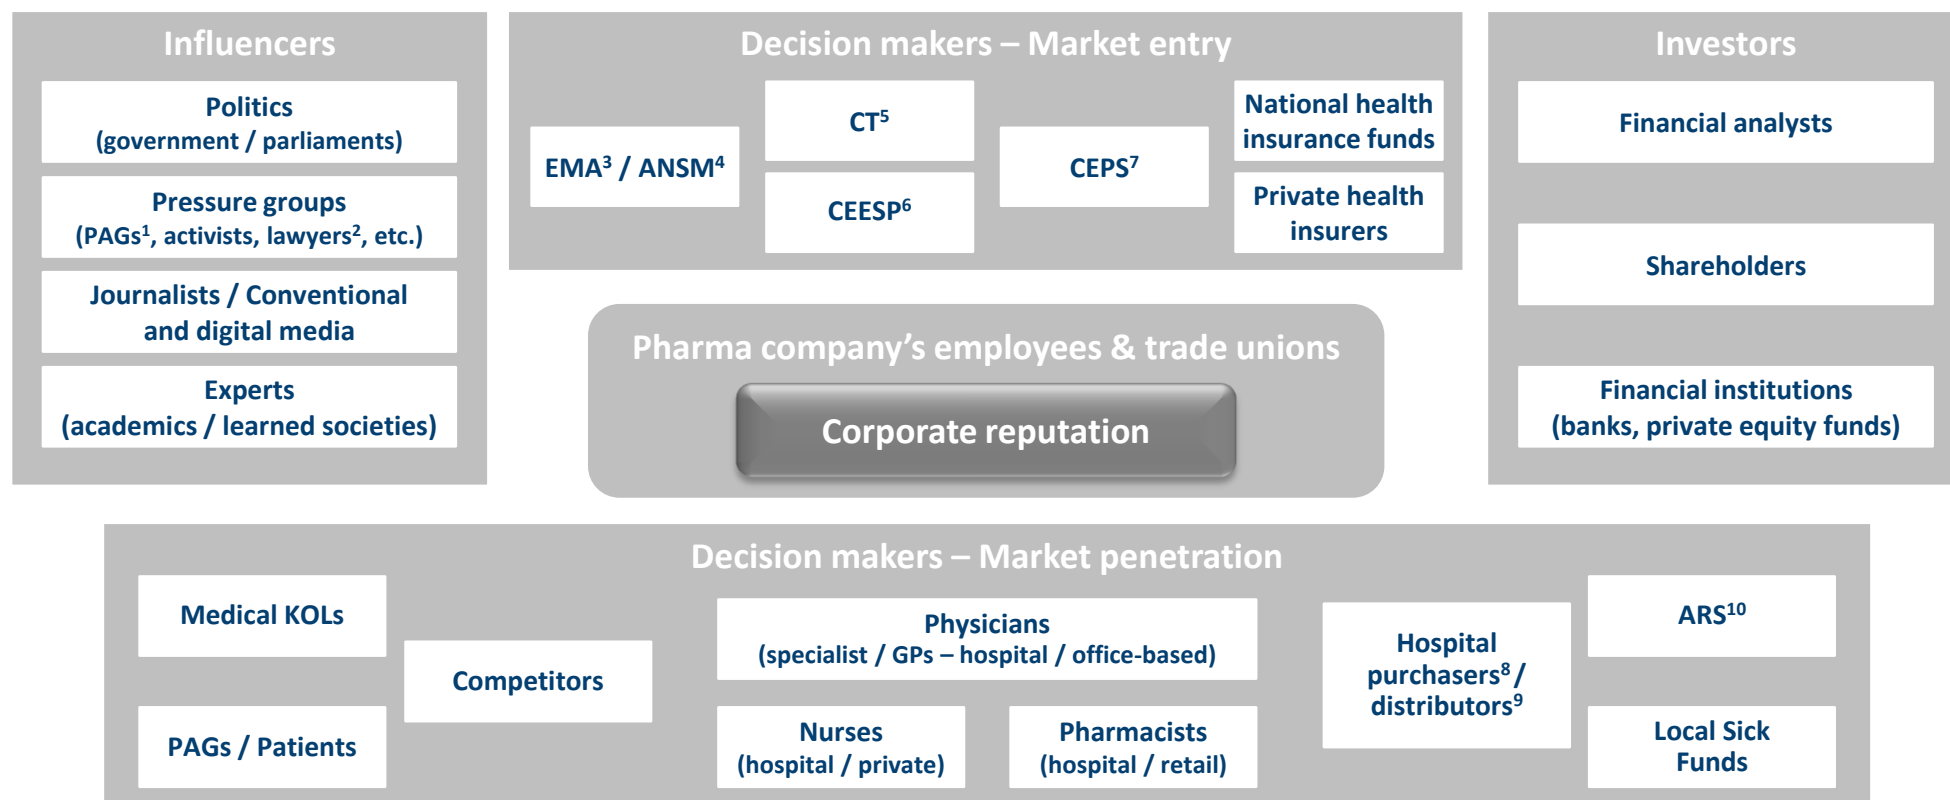 Influencers
Politics
(government / parliaments)
Pressure groups
(PAGs¹, activists, lawyers², etc.)
Journalists / Conventional
and digital media
Experts
(academics / learned societies)
Decision makers – Market entry
EMA³ / ANSM⁴
CT⁵
CEESP⁶
CEPS⁷
National health
insurance funds
Private health
insurers
Investors
Financial analysts
Shareholders
Financial institutions
(banks, private equity funds)
Pharma company’s employees & trade unions
Corporate reputation
Decision makers – Market penetration
Medical KOLs
PAGs / Patients
Competitors
Physicians
(specialist / GPs – hospital / office-based)
Nurses
(hospital / private)
Pharmacists
(hospital / retail)
Hospital
purchasers⁸ /
distributors⁹
ARS¹⁰
Local Sick
Funds